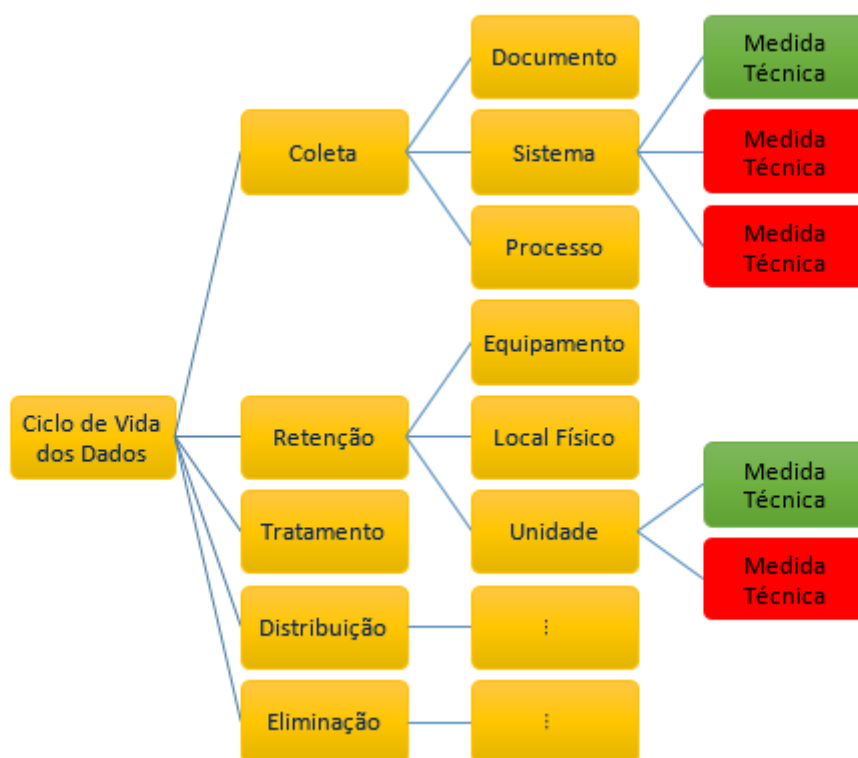 Ciclo de Vida
dos Dados
Coleta
Documento
Sistema
Medida
Técnica
Medida
Técnica
Medida
Técnica
Processo
Retenção
Equipamento
Local Físico
Unidade
Medida
Técnica
Medida
Técnica
Tratamento
Distribuição
⋮
Eliminação
⋮